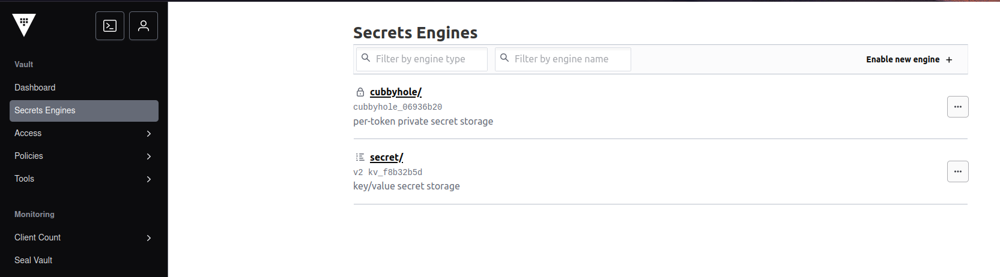 Vault
Dashboard
Secrets Engines
Access
Policies
Tools
Monitoring
Client Count
Seal Vault
Secrets Engines
Filter by engine type
Filter by engine name
Enable new engine +
cubbyhole/
cubbyhole_06936b20
per-token private secret storage
secret/
v2 kv_f8b32b5d
key/value secret storage